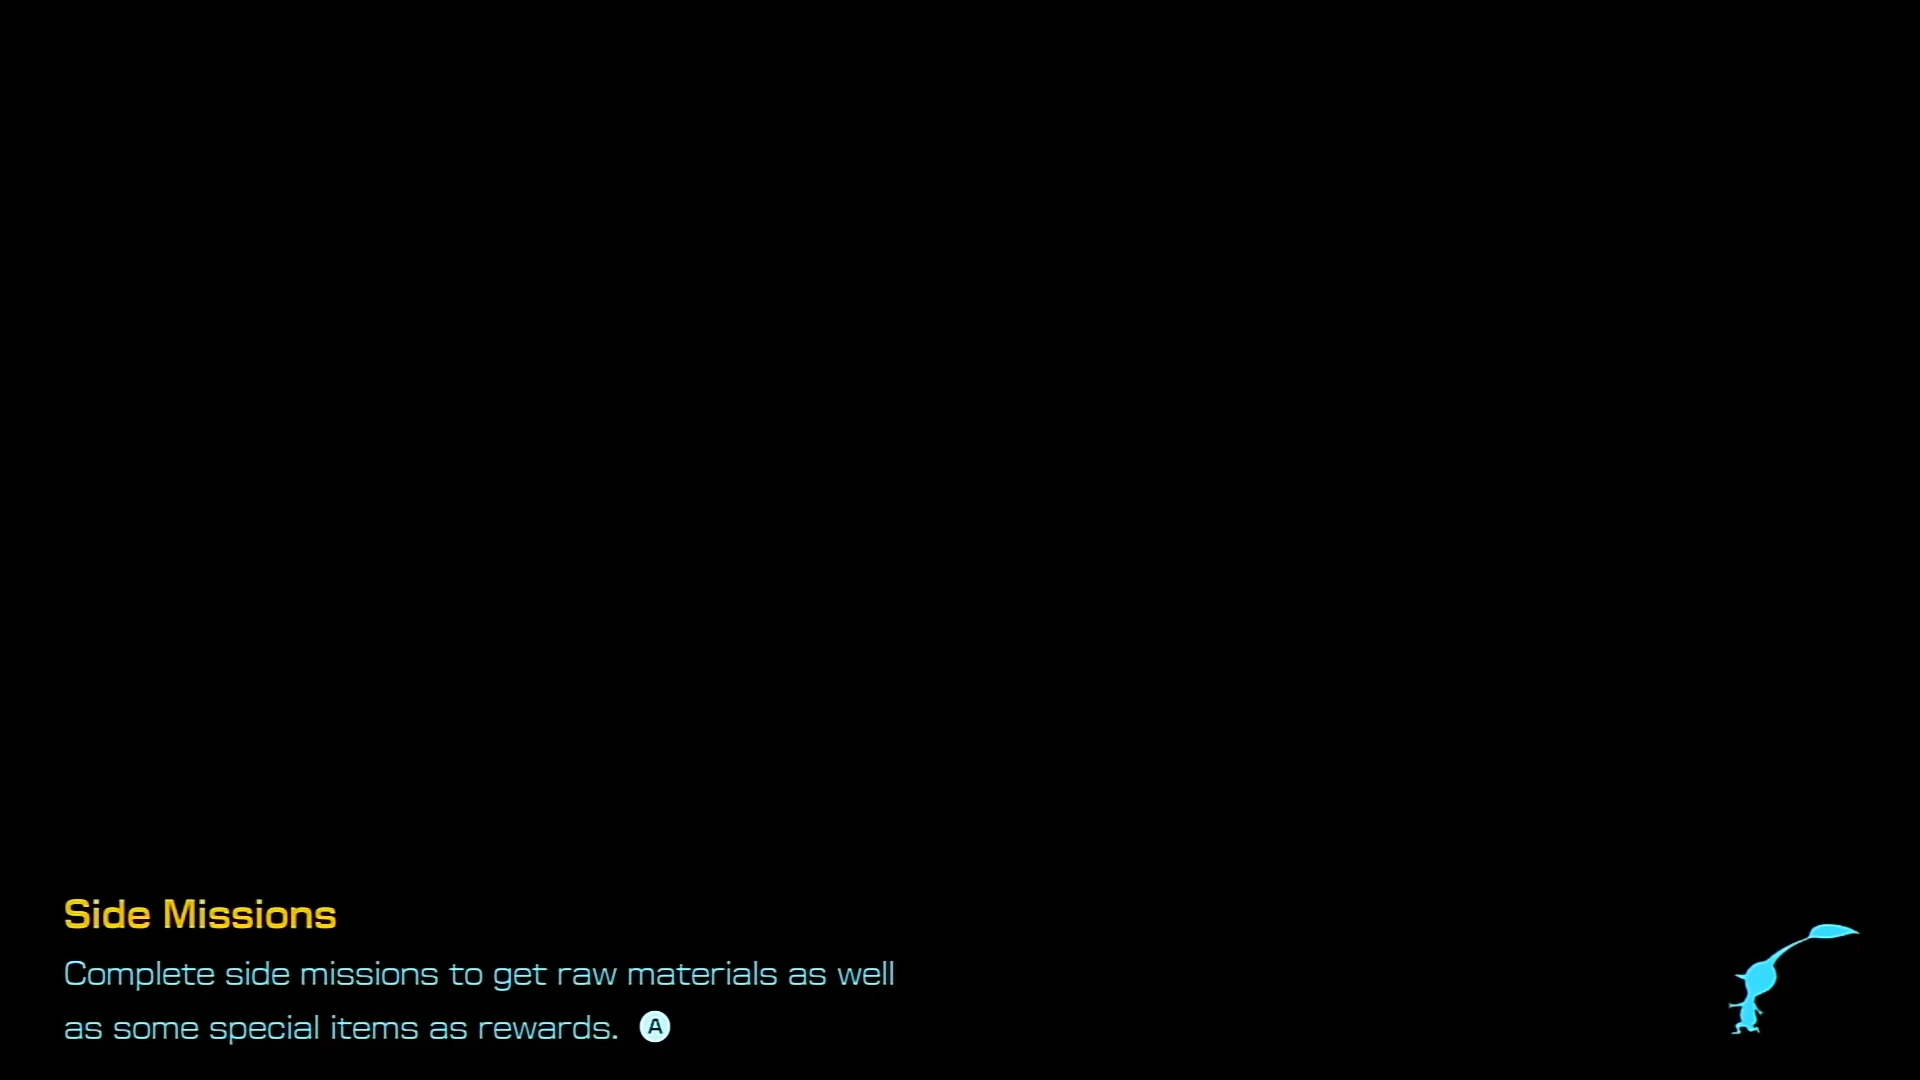 Side Missions
Complete side missions to get raw materials as well
as some special items as rewards. A